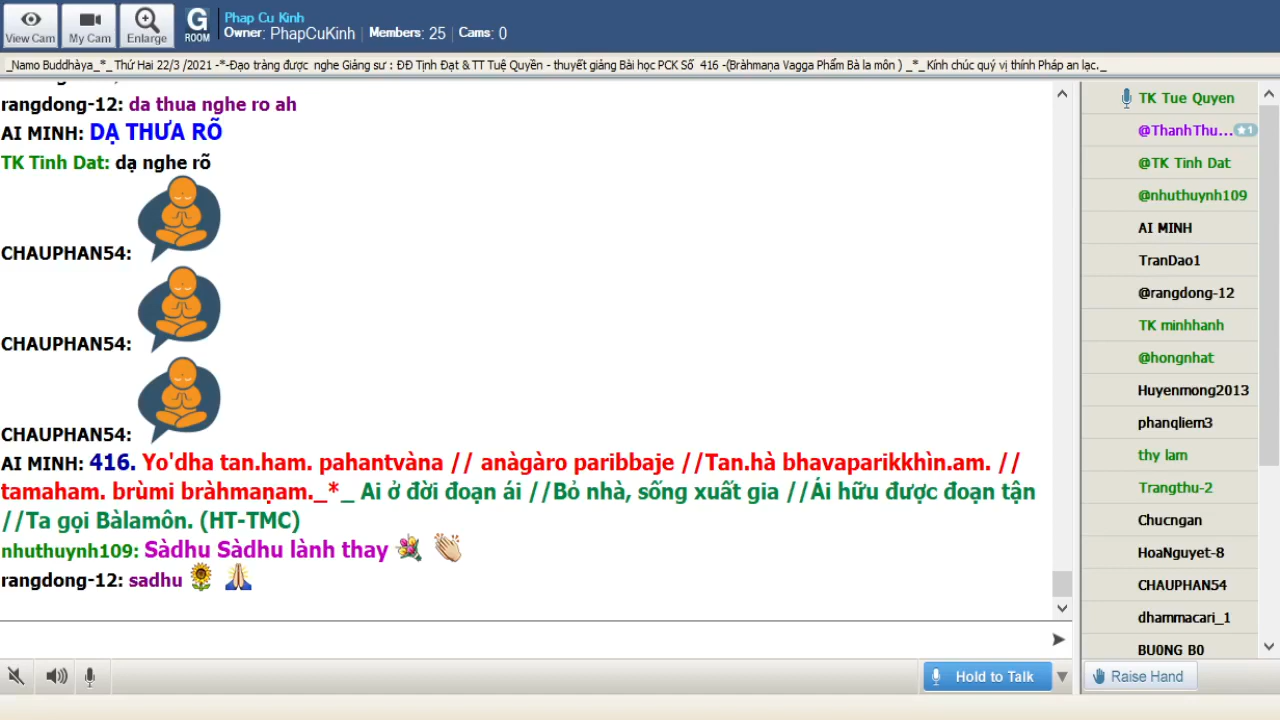 View Cam
My Cam
Enlarge
G
ROOM
Phap Cu Kinh
Owner: PhapCuKinh | Members: 25 | Cams: 0
_Namo Buddhàya_*_ Thứ Hai 22/3 /2021 -*-Đạo tràng được nghe Giảng sư : ĐĐ Tịnh Đạt & TT Tuệ Quyền - thuyết giảng Bài học PCK Số 416 -(Bràhmaṇa Vagga Phẩm Bà la môn ) _*_ Kính chúc quý vị thính Pháp an lạc._
rangdong-12: da thua nghe ro ah
AI MINH: DẠ THƯA RÕ
TK Tinh Dat: dạ nghe rõ
CHAUPHAN54:
CHAUPHAN54:
CHAUPHAN54:
AI MINH: 416. Yo'dha tan.ham. pahantvàna // anàgàro paribbaje //Tan.hà bhavaparikkhìn.am. //
tamaham. brùmi bràhmaṇam._*_ Ai ở đời đoạn ái //Bỏ nhà, sống xuất gia //Ái hữu được đoạn tận
//Ta gọi Bàlamôn. (HT-TMC)
nhuthuynh109: Sàdhu Sàdhu lành thay
rangdong-12: sadhu
TK Tue Quyen
@ThanhThu... ★1
@TK Tinh Dat
@nhuthuynh109
AI MINH
TranDao1
@rangdong-12
TK minhhanh
@hongnhat
Huyenmong2013
phanqliem3
thy lam
Trangthu-2
Chucngan
HoaNguyet-8
CHAUPHAN54
dhammacari_1
BU0NG B0
Hold to Talk
Raise Hand